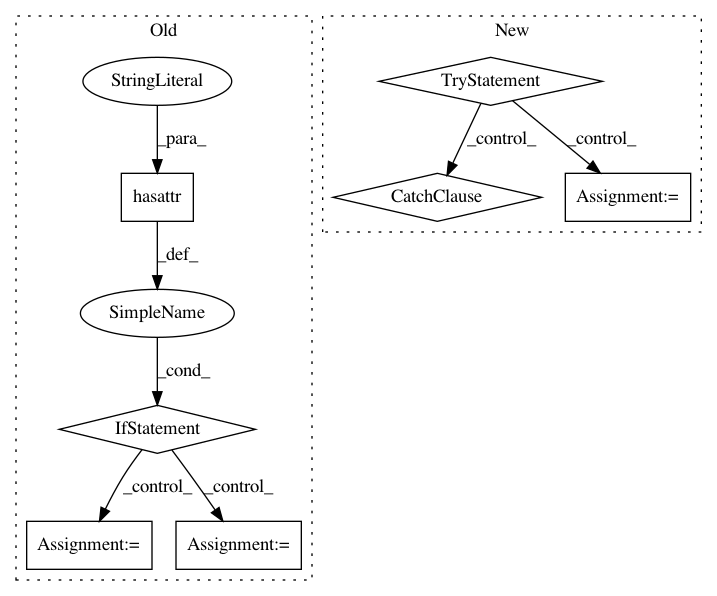 Old
New
StringLiteral
TryStatement
_para_
_control_
_control_
hasattr
CatchClause
Assignment:=
_def_
SimpleName
_cond_
IfStatement
_control_
_control_
Assignment:=
Assignment:=